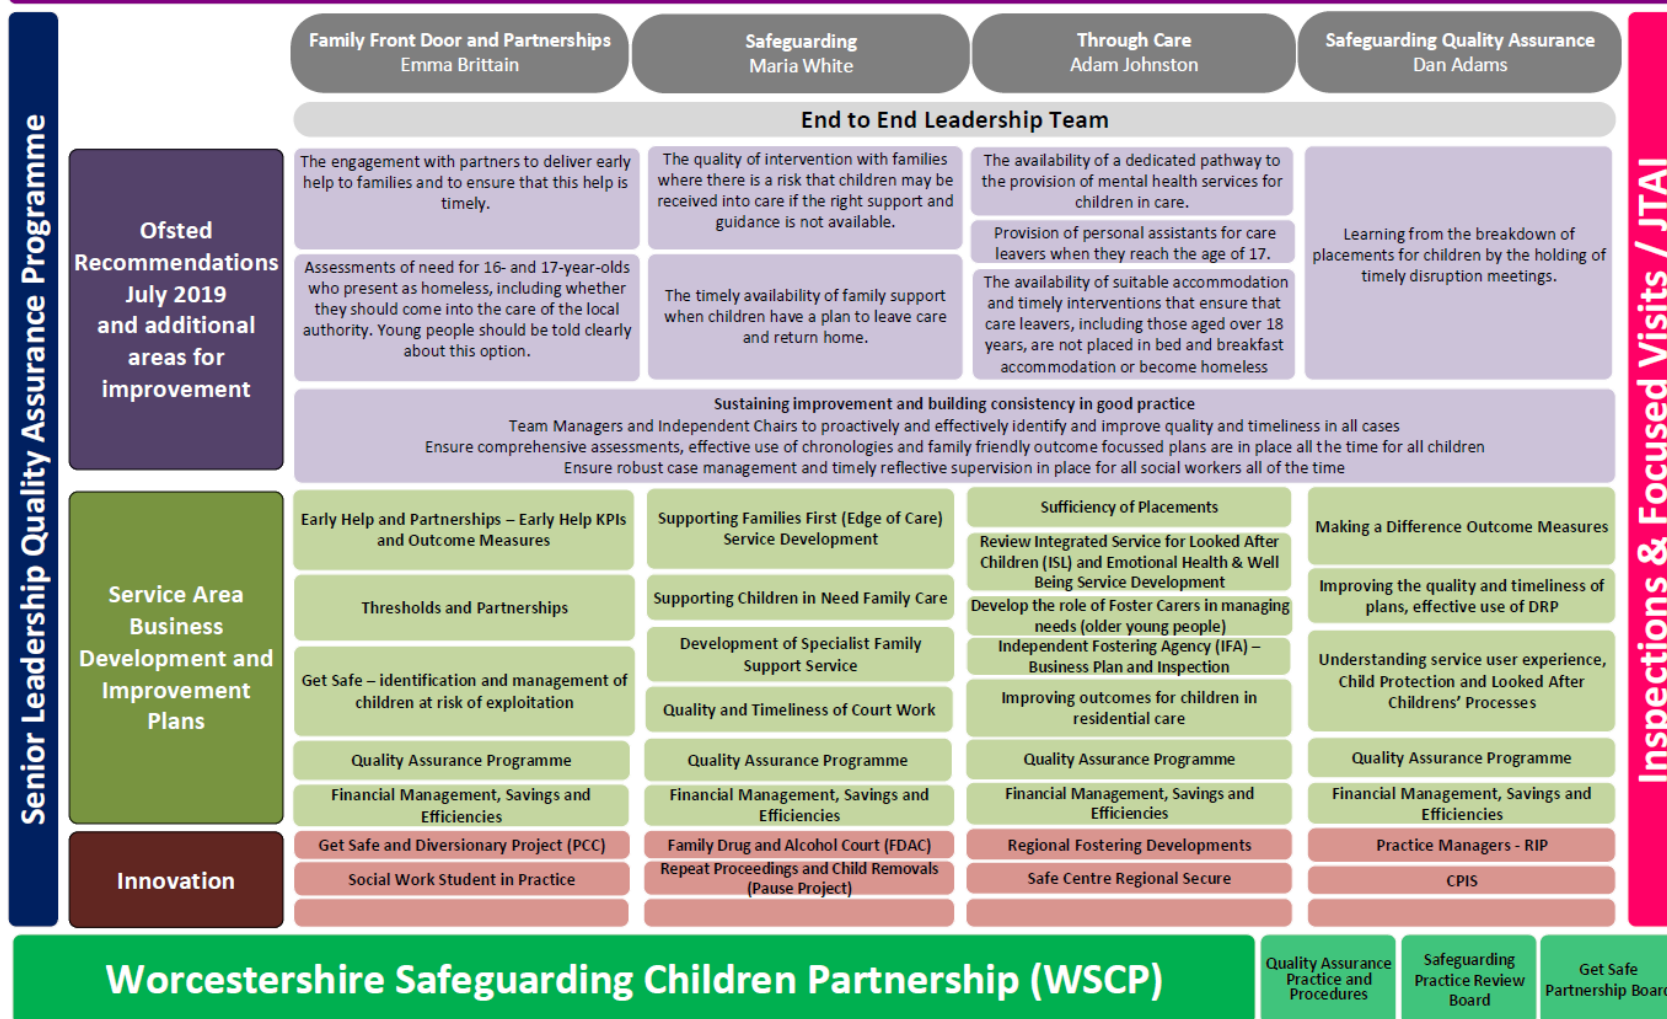 Senior Leadership Quality Assurance Programme
Family Front Door and Partnerships
Emma Brittain
Safeguarding
Maria White
Through Care
Adam Johnston
Safeguarding Quality Assurance
Dan Adams
End to End Leadership Team
Ofsted
Recommendations
July 2019
and additional
areas for
improvement
The engagement with partners to deliver early
help to families and to ensure that this help is
timely.
Assessments of need for 16- and 17-year-olds
who present as homeless, including whether
they should come into the care of the local
authority. Young people should be told clearly
about this option.
The quality of intervention with families
where there is a risk that children may be
received into care if the right support and
guidance is not available.
The timely availability of family support
when children have a plan to leave care
and return home.
The availability of a dedicated pathway to
the provision of mental health services for
children in care.
Provision of personal assistants for care
leavers when they reach the age of 17.
The availability of suitable accommodation
and timely interventions that ensure that
care leavers, including those aged over 18
years, are not placed in bed and breakfast
accommodation or become homeless
Learning from the breakdown of
placements for children by the holding of
timely disruption meetings.
Sustaining improvement and building consistency in good practice
Team Managers and Independent Chairs to proactively and effectively identify and improve quality and timeliness in all cases
Ensure comprehensive assessments, effective use of chronologies and family friendly outcome focussed plans are in place all the time for all children
Ensure robust case management and timely reflective supervision in place for all social workers all of the time
Service Area
Business
Development and
Improvement
Plans
Early Help and Partnerships – Early Help KPIs
and Outcome Measures
Thresholds and Partnerships
Get Safe – identification and management of
children at risk of exploitation
Quality Assurance Programme
Financial Management, Savings and
Efficiencies
Supporting Families First (Edge of Care)
Service Development
Supporting Children in Need Family Care
Development of Specialist Family
Support Service
Quality and Timeliness of Court Work
Quality Assurance Programme
Financial Management, Savings and
Efficiencies
Sufficiency of Placements
Review Integrated Service for Looked After
Children (ISL) and Emotional Health & Well
Being Service Development
Develop the role of Foster Carers in managing
needs (older young people)
Independent Fostering Agency (IFA) –
Business Plan and Inspection
Improving outcomes for children in
residential care
Quality Assurance Programme
Financial Management, Savings and
Efficiencies
Making a Difference Outcome Measures
Improving the quality and timeliness of
plans, effective use of DRP
Understanding service user experience,
Child Protection and Looked After
Childrens' Processes
Quality Assurance Programme
Financial Management, Savings and
Efficiencies
Innovation
Get Safe and Diversionary Project (PCC)
Social Work Student in Practice
Family Drug and Alcohol Court (FDAC)
Repeat Proceedings and Child Removals
(Pause Project)
Regional Fostering Developments
Safe Centre Regional Secure
Practice Managers - RIP
CPIS
Inspections & Focused Visits / JTAI
Worcestershire Safeguarding Children Partnership (WSCP)
Quality Assurance
Practice and
Procedures
Safeguarding
Practice Review
Board
Get Safe
Partnership Board